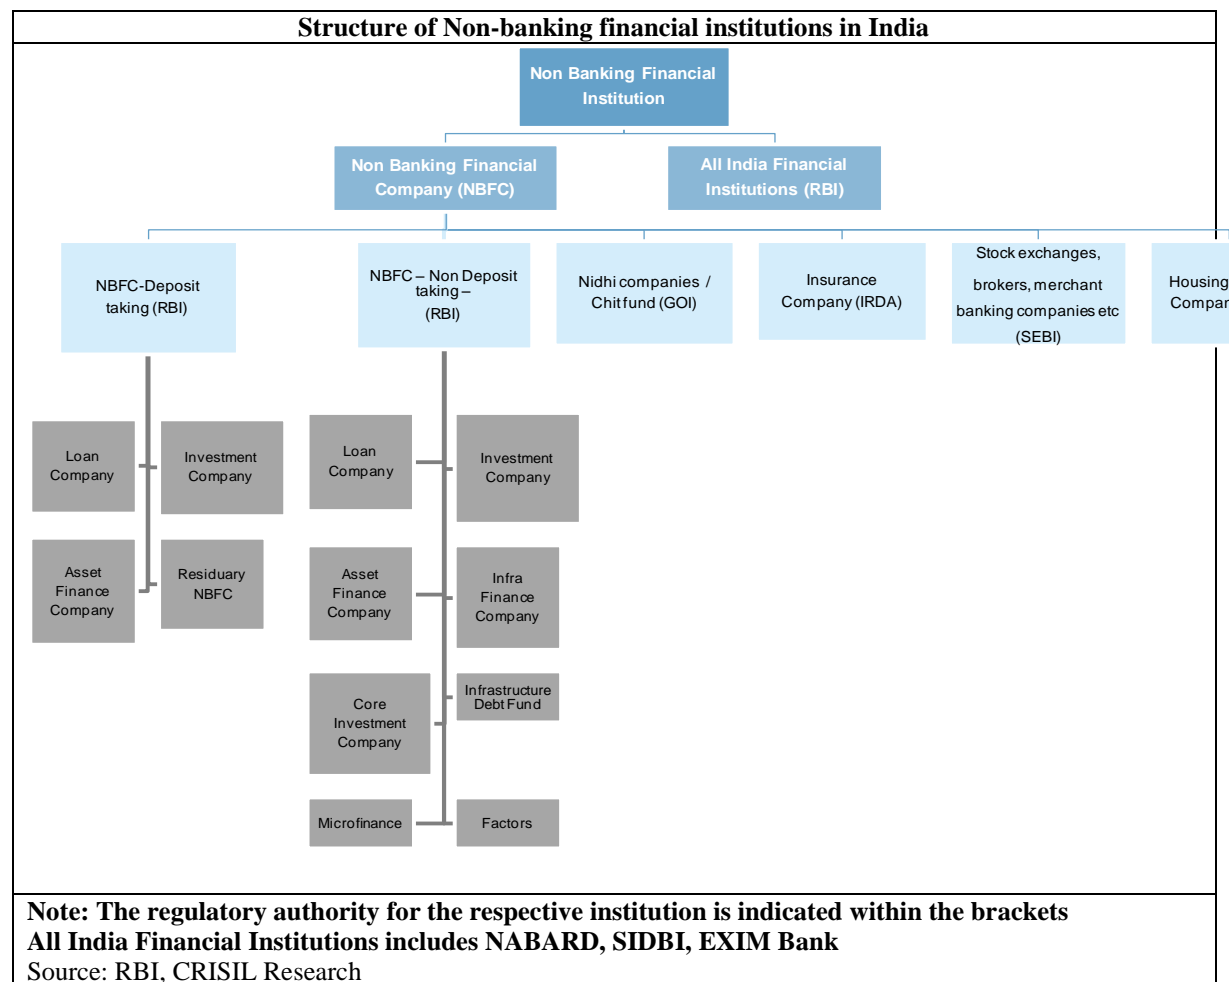 Structure of Non-banking financial institutions in India
Non Banking Financial
Institution
Non Banking Financial
Company (NBFC)
All India Financial
Institutions (RBI)
NBFC-Deposit
taking (RBI)
NBFC – Non Deposit
taking –
(RBI)
Nidhi companies /
Chit fund (GOI)
Insurance
Company (IRDA)
Stock exchanges,
brokers, merchant
banking companies etc
(SEBI)
Housing
Loan
Company
Investment
Company
Asset
Finance
Company
Residuary
NBFC
Loan
Company
Investment
Company
Asset
Finance
Company
Infra
Finance
Company
Core
Investment
Company
Infrastructure
Debt Fund
Microfinance
Factors
Note: The regulatory authority for the respective institution is indicated within the brackets
All India Financial Institutions includes NABARD, SIDBI, EXIM Bank
Source: RBI, CRISIL Research